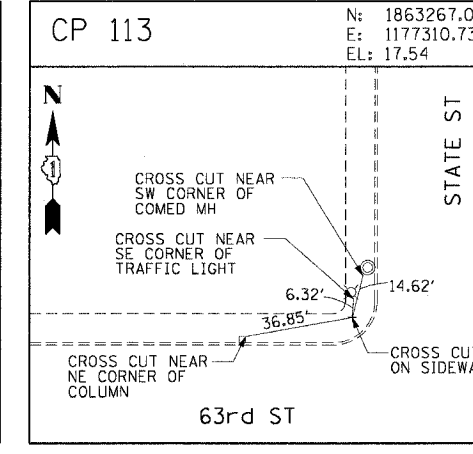 CP 113
N: 1863267.0
E: 1177310.73
EL: 17.54
N
1
STATE ST
CROSS CUT NEAR
SW CORNER OF
COMED MH
CROSS CUT NEAR
SE CORNER OF
TRAFFIC LIGHT
6.32'
14.62'
36.85'
CROSS CUT NEAR
NE CORNER OF
COLUMN
CROSS CUT
ON SIDEWA
63rd ST